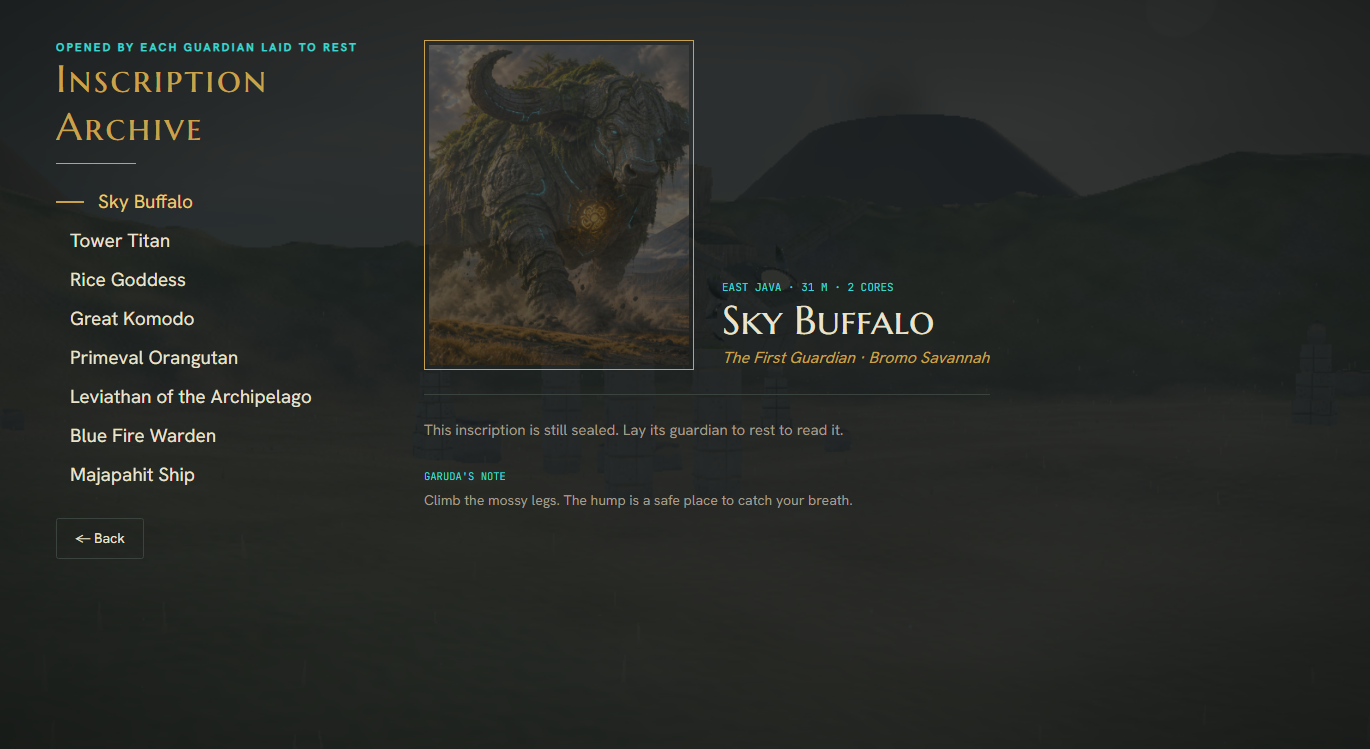 OPENED BY EACH GUARDIAN LAID TO REST
Inscription
Archive
Sky Buffalo
Tower Titan
Rice Goddess
Great Komodo
Primeval Orangutan
Leviathan of the Archipelago
Blue Fire Warden
Majapahit Ship
← Back
EAST JAVA · 31 M · 2 CORES
Sky Buffalo
The First Guardian · Bromo Savannah
This inscription is still sealed. Lay its guardian to rest to read it.
GARUDA'S NOTE
Climb the mossy legs. The hump is a safe place to catch your breath.